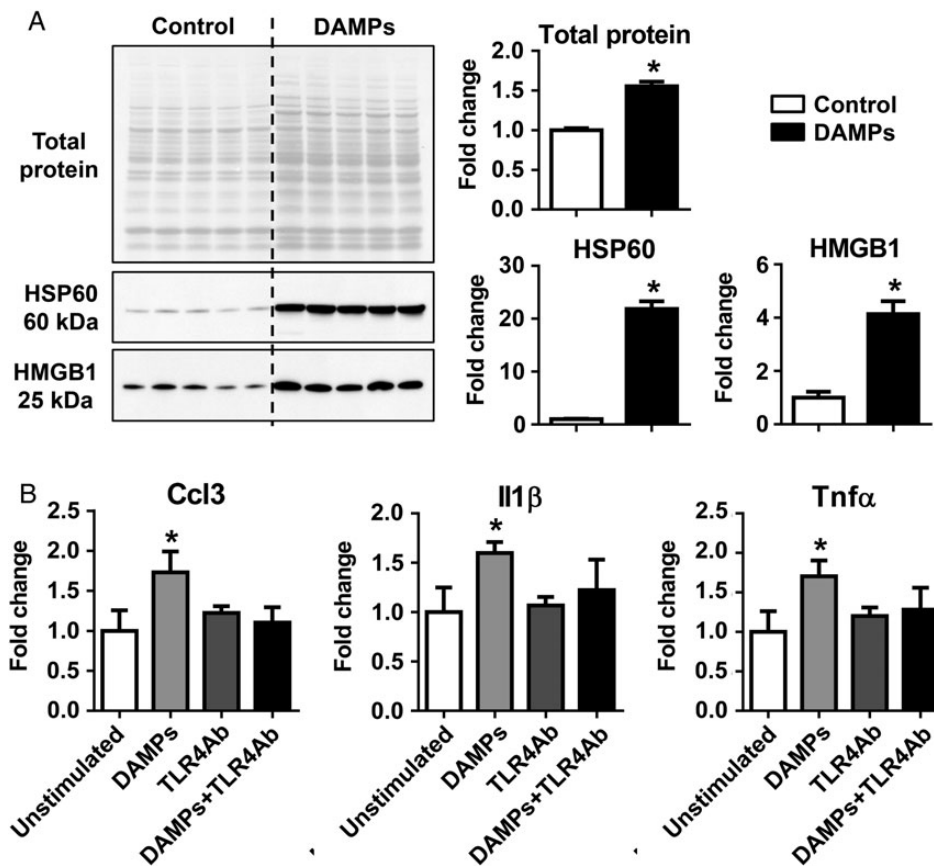 A
Control
DAMPs
Total
protein
HSP60
60 kDa
HMGB1
25 kDa
Total protein
Fold change
2.0
1.5
1.0
0.5
0.0
*
Control
DAMPs
HSP60
Fold change
30
20
10
0
*
HMGB1
Fold change
6
4
2
0
*
B
Ccl3
Fold change
2.5
2.0
1.5
1.0
0.5
0.0
*
Unstimulated
DAMPs
TLR4Ab
DAMPs+TLR4Ab
Il1β
Fold change
2.0
1.5
1.0
0.5
0.0
*
Unstimulated
DAMPs
TLR4Ab
DAMPs+TLR4Ab
Tnfα
Fold change
2.5
2.0
1.5
1.0
0.5
0.0
*
Unstimulated
DAMPs
TLR4Ab
DAMPs+TLR4Ab